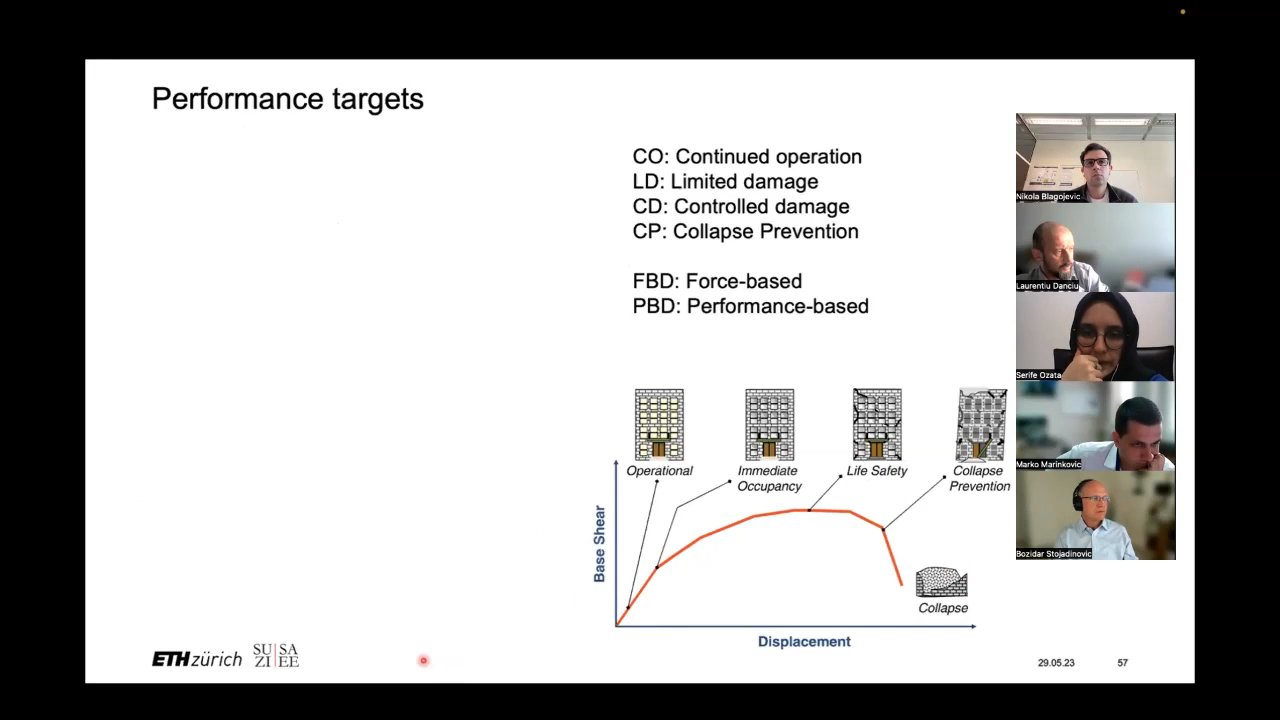 Performance targets
CO: Continued operation
LD: Limited damage
CD: Controlled damage
CP: Collapse Prevention
FBD: Force-based
PBD: Performance-based
Operational
Immediate
Occupancy
Life Safety
Collapse
Prevention
Base Shear
Collapse
Displacement
Nikola Blagojevic
Laurentiu Danciu
Serife Ozata
Marko Marinkovic
Bozidar Stojadinovic
ETH zürich
SU|SA
ZI|EE
29.05.23
57